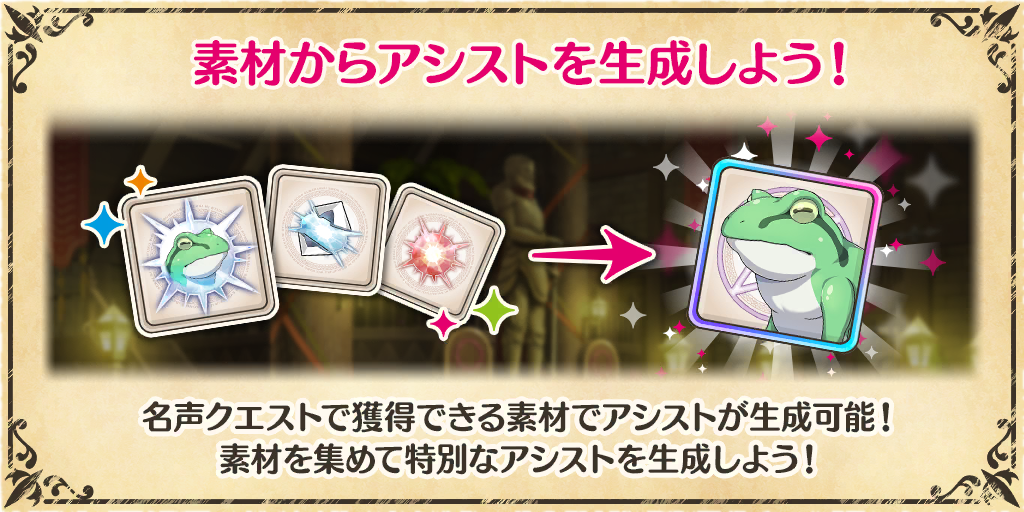 素材からアシストを生成しよう！
名声クエストで獲得できる素材でアシストが生成可能！
素材を集めて特別なアシストを生成しよう！